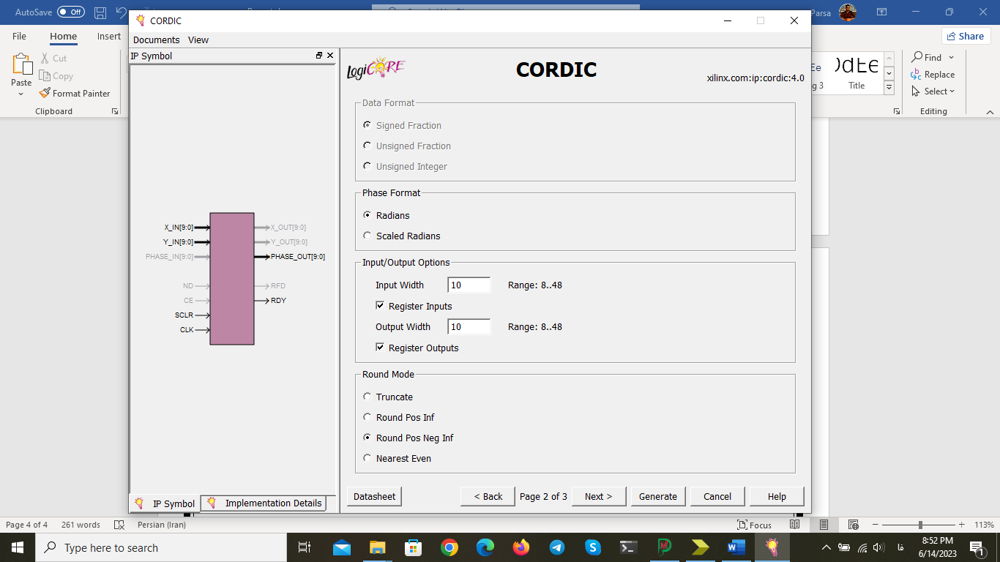 AutoSave Off
Parsa
File Home Insert
Share
Paste
Cut
Copy
Format Painter
Clipboard
Ee
g 3
Title
Find
Replace
Select
Editing
CORDIC
Documents View
IP Symbol
X_IN[9:0]
Y_IN[9:0]
PHASE_IN[9:0]
ND
CE
SCLR
CLK
X_OUT[9:0]
Y_OUT[9:0]
PHASE_OUT[9:0]
RFD
RDY
IP Symbol
Implementation Details
LogiCORE
CORDIC
xilinx.com:ip:cordic:4.0
Data Format
Signed Fraction
Unsigned Fraction
Unsigned Integer
Phase Format
Radians
Scaled Radians
Input/Output Options
Input Width 10 Range: 8..48
Register Inputs
Output Width 10 Range: 8..48
Register Outputs
Round Mode
Truncate
Round Pos Inf
Round Pos Neg Inf
Nearest Even
Datasheet
< Back Page 2 of 3 Next > Generate Cancel Help
Page 4 of 4 261 words Persian (Iran)
Focus
113%
Type here to search
فا
8:52 PM
6/14/2023
1